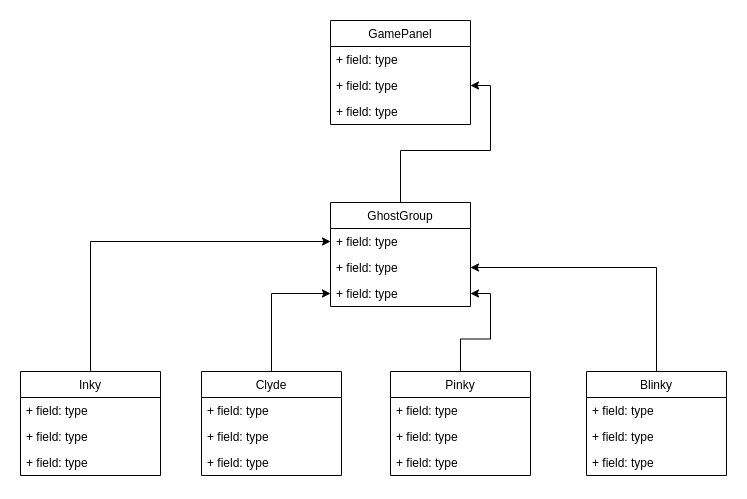 GamePanel
+ field: type
+ field: type
+ field: type
GhostGroup
+ field: type
+ field: type
+ field: type
Inky
+ field: type
+ field: type
+ field: type
Clyde
+ field: type
+ field: type
+ field: type
Pinky
+ field: type
+ field: type
+ field: type
Blinky
+ field: type
+ field: type
+ field: type